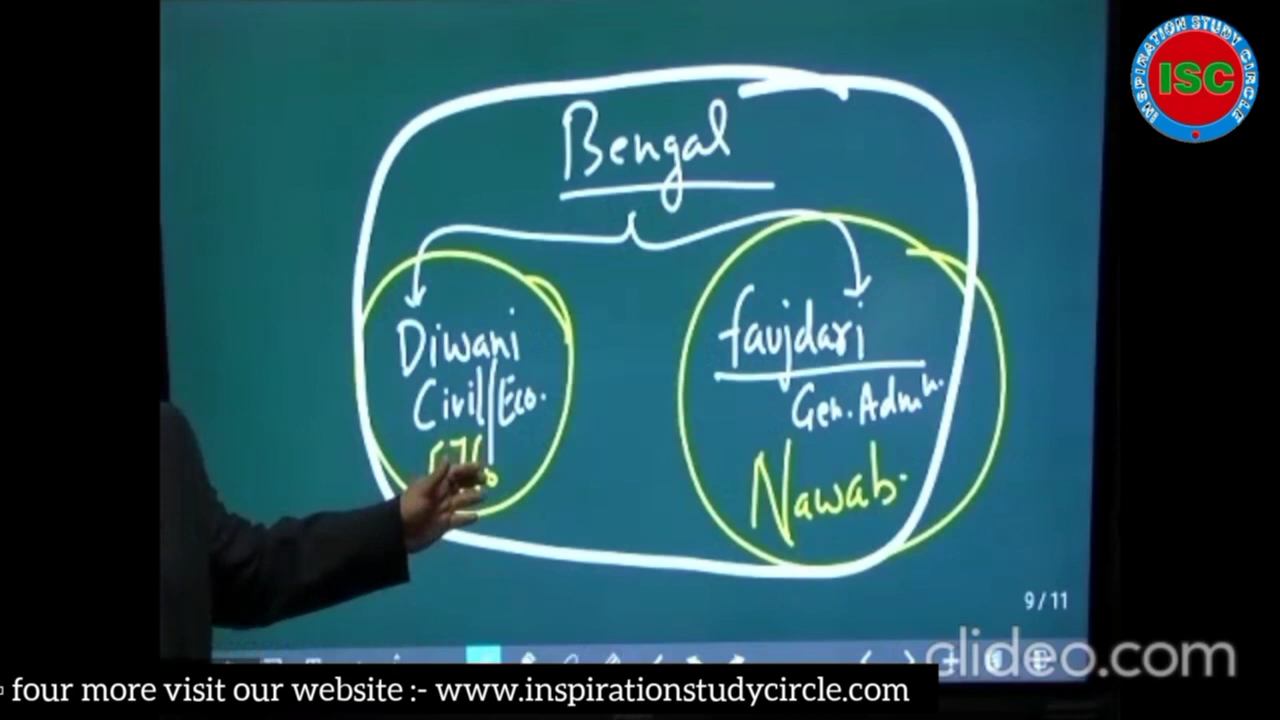 INSPIRATION STUDY CIRCLE
ISC
Bengal
Diwani
Civil/Eco.
faujdari
Gen. Admn.
Nawab.
9/11
glideo.com
four more visit our website :- www.inspirationstudycircle.com